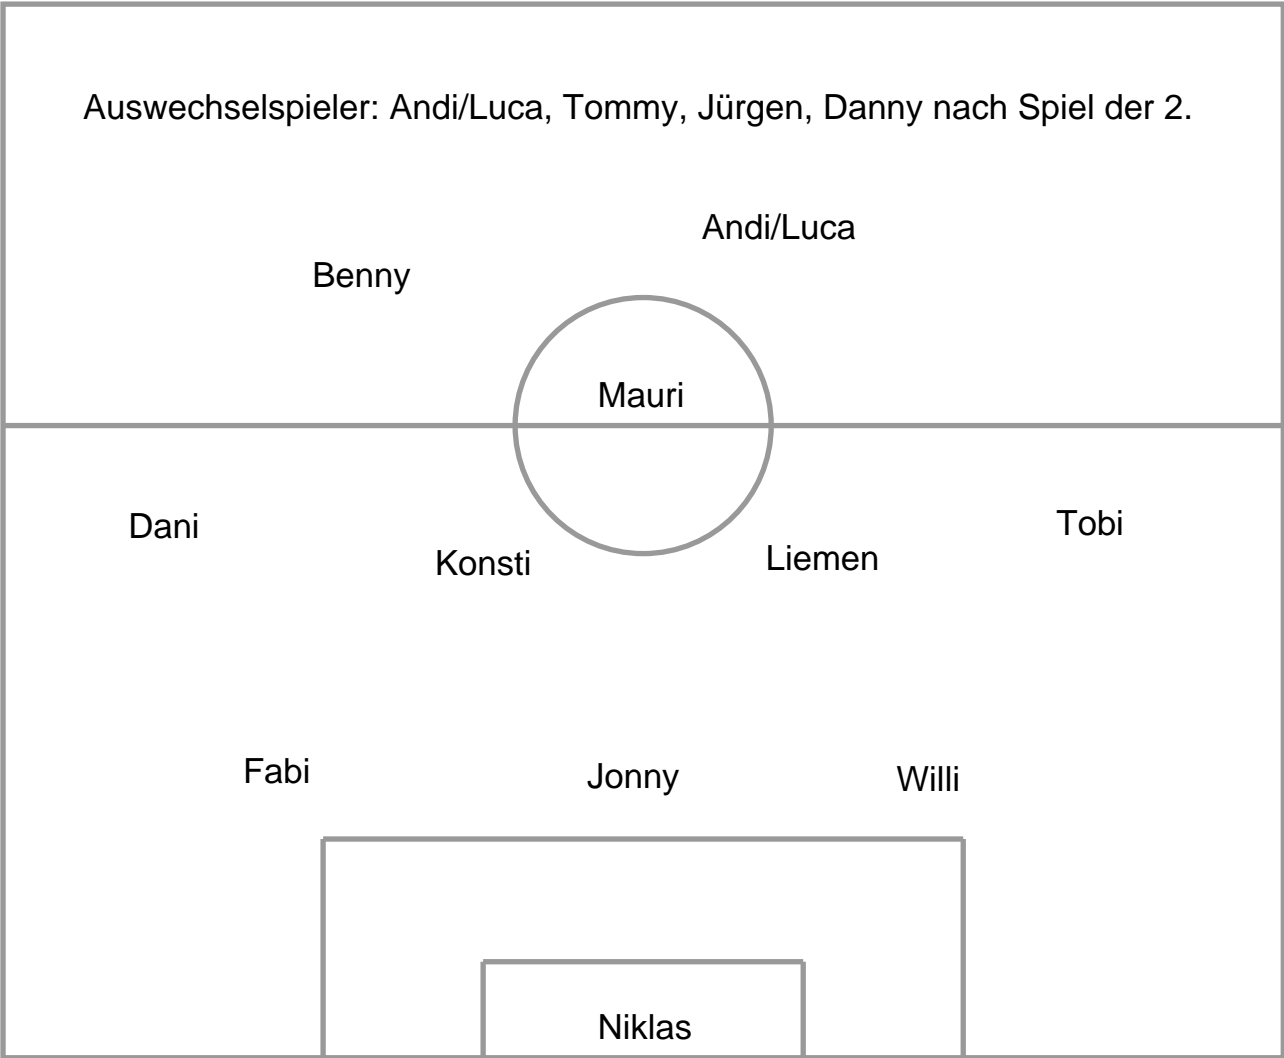 Auswechselspieler: Andi/Luca, Tommy, Jürgen, Danny nach Spiel der 2.
Andi/Luca
Benny
Mauri
Dani
Konsti
Liemen
Tobi
Fabi
Jonny
Willi
Niklas